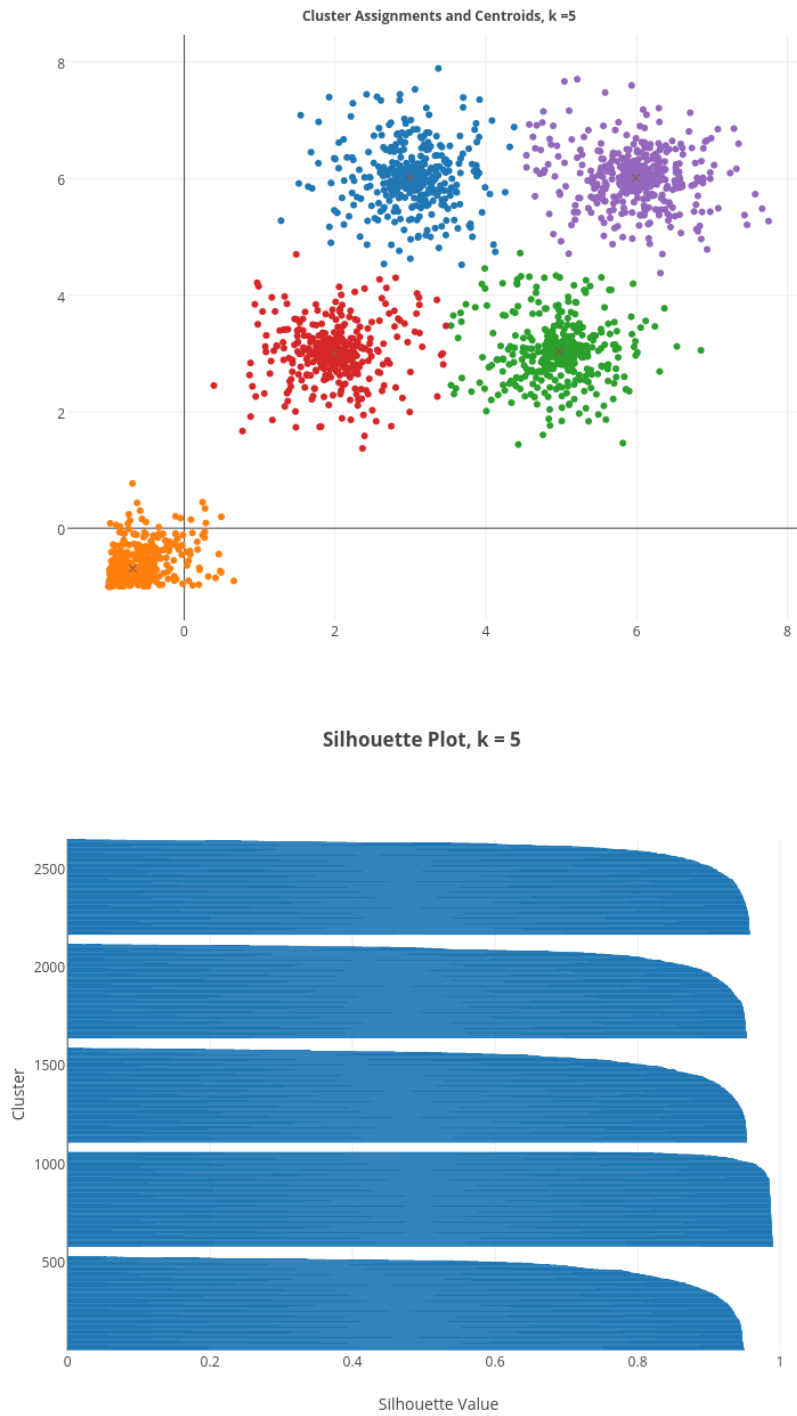 Cluster Assignments and Centroids, k =5
8
6
4
2
0
0 2 4 6 8
Silhouette Plot, k = 5
2500
2000
1500
1000
500
Cluster
0 0.2 0.4 0.6 0.8 1
Silhouette Value